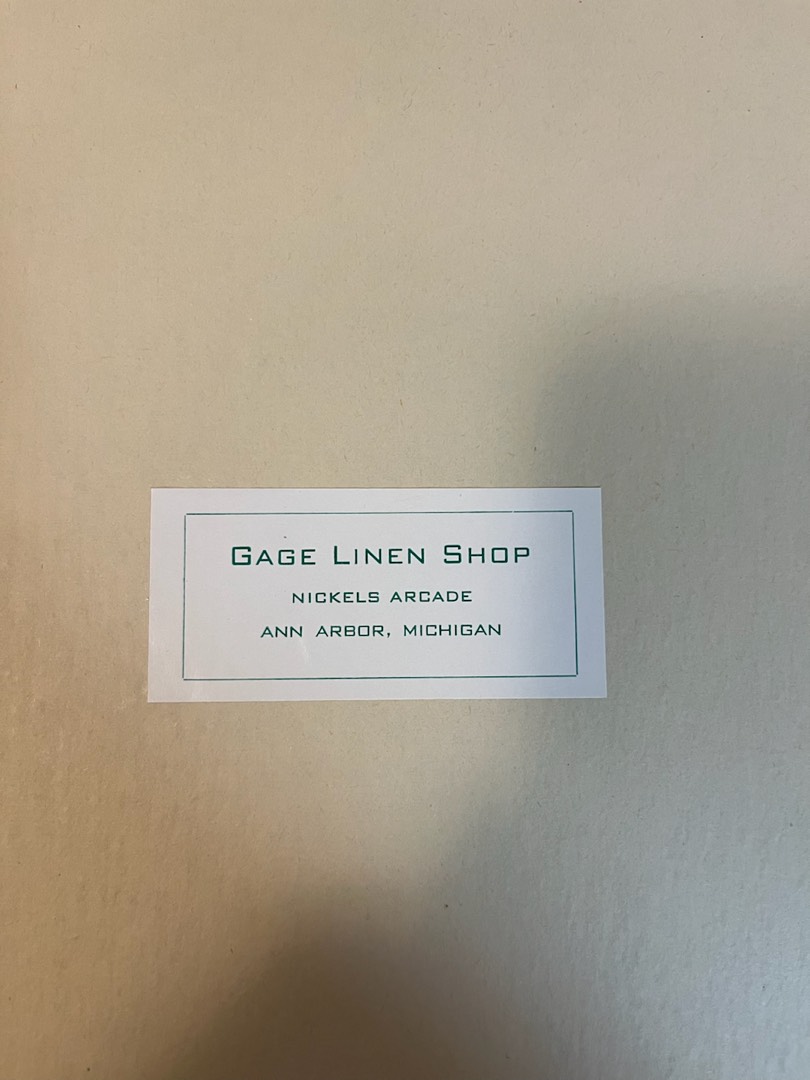 Gage Linen Shop
NICKELS ARCADE
ANN ARBOR, MICHIGAN